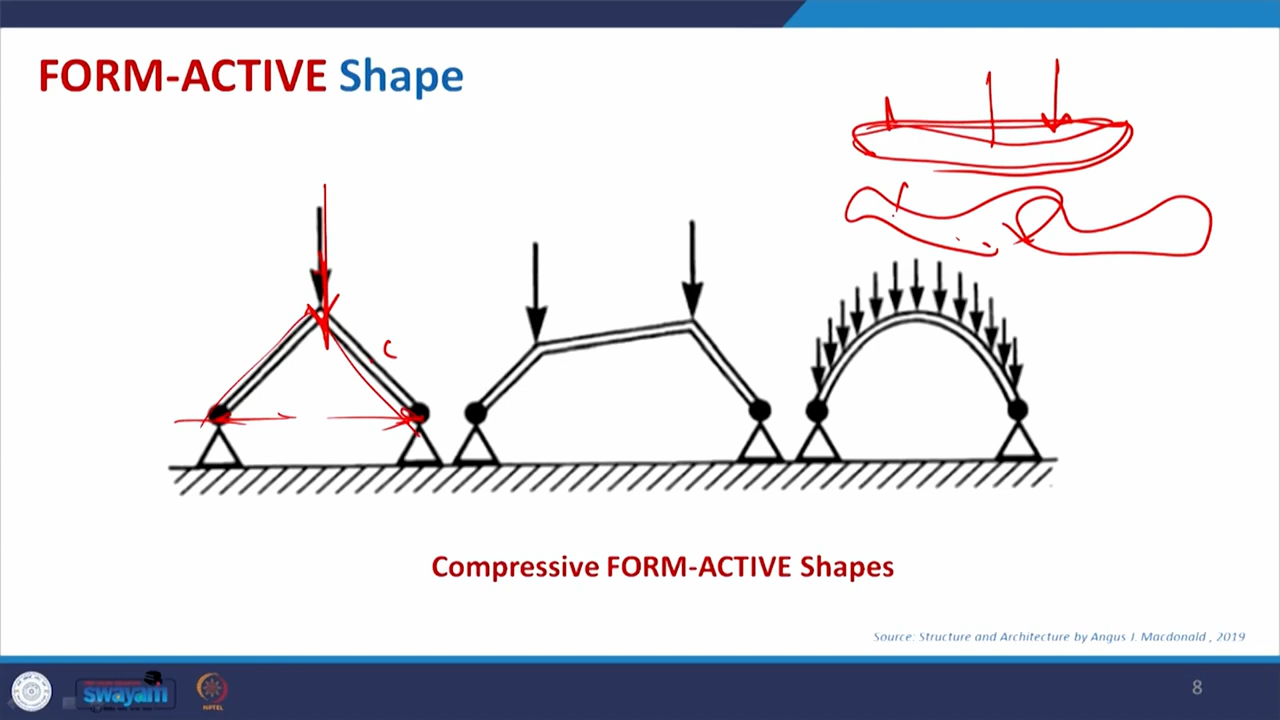 FORM-ACTIVE Shape
C
Compressive FORM-ACTIVE Shapes
Source: Structure and Architecture by Angus J. Macdonald , 2019
swayam
NPTEL
8